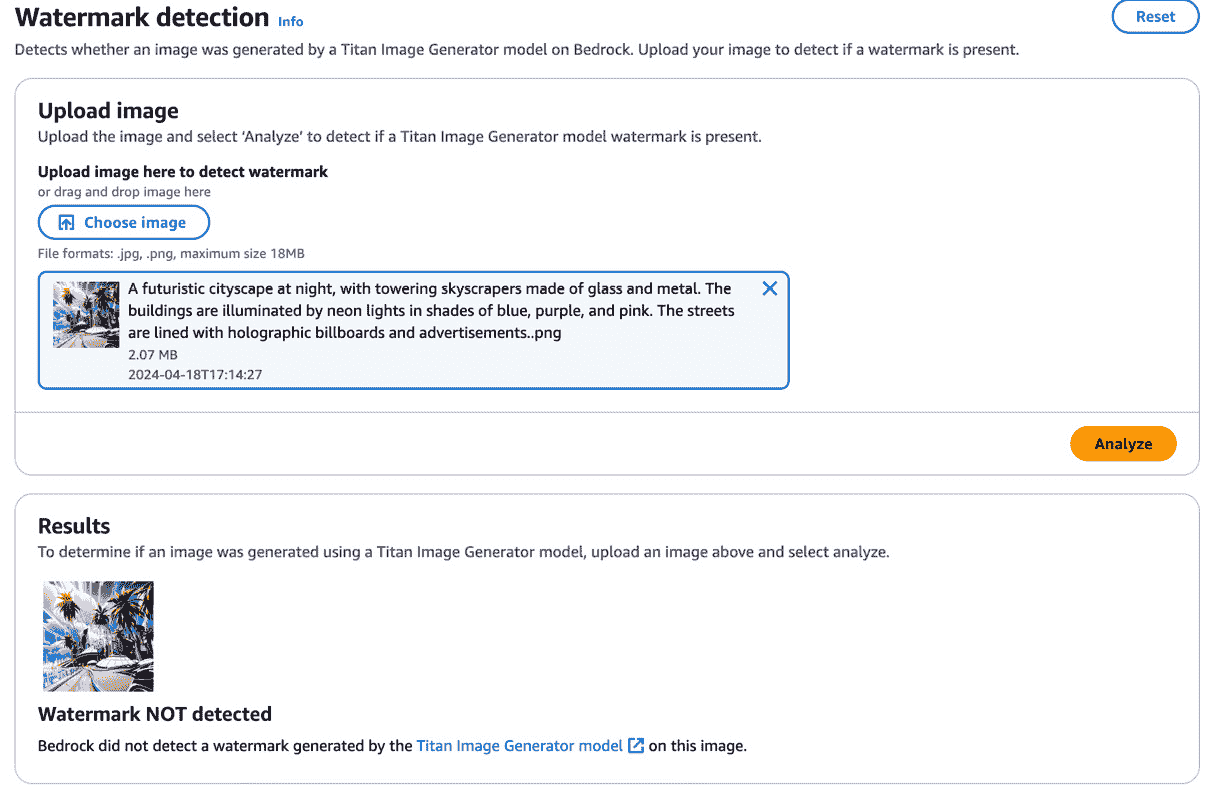 Watermark detection Info
Reset
Detects whether an image was generated by a Titan Image Generator model on Bedrock. Upload your image to detect if a watermark is present.
Upload image
Upload the image and select ‘Analyze’ to detect if a Titan Image Generator model watermark is present.
Upload image here to detect watermark
or drag and drop image here
Choose image
File formats: .jpg, .png, maximum size 18MB
A futuristic cityscape at night, with towering skyscrapers made of glass and metal. The
buildings are illuminated by neon lights in shades of blue, purple, and pink. The streets
are lined with holographic billboards and advertisements..png
2.07 MB
2024-04-18T17:14:27
Analyze
Results
To determine if an image was generated using a Titan Image Generator model, upload an image above and select analyze.
Watermark NOT detected
Bedrock did not detect a watermark generated by the Titan Image Generator model on this image.